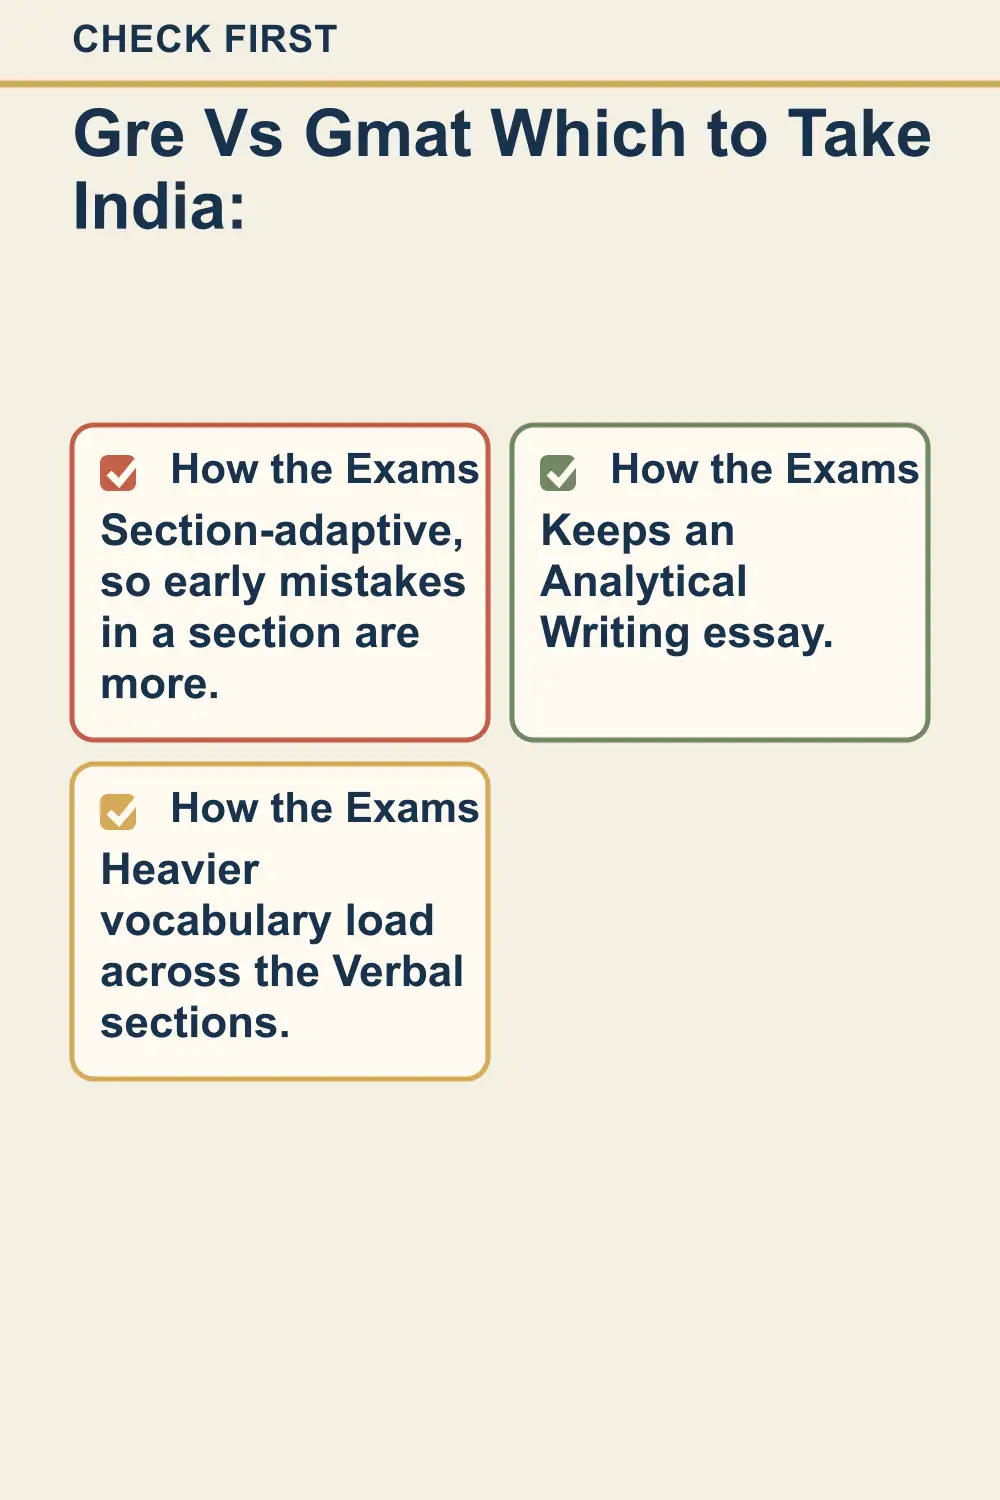 CHECK FIRST
Gre Vs Gmat Which to Take
India:
How the Exams
Section-adaptive,
so early mistakes
in a section are
more.
How the Exams
Keeps an
Analytical
Writing essay.
How the Exams
Heavier
vocabulary load
across the Verbal
sections.